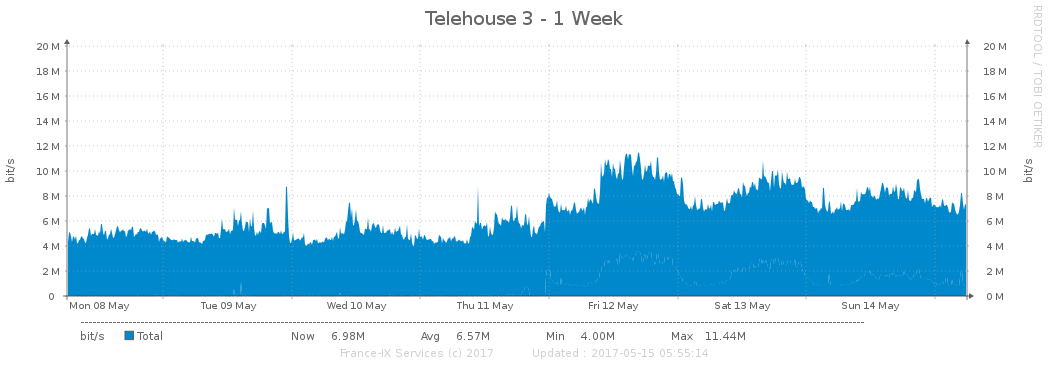 Telehouse 3 - 1 Week
RRDTOOL / TOBI OETIKER
bit/s
bit/s
20 M 20 M
18 M 18 M
16 M 16 M
14 M 14 M
12 M 12 M
10 M 10 M
8 M 8 M
6 M 6 M
4 M 4 M
2 M 2 M
0 0 M
Mon 08 May Tue 09 May Wed 10 May Thu 11 May Fri 12 May Sat 13 May Sun 14 May
bit/s Total Now 6.98M Avg 6.57M Min 4.00M Max 11.44M
France-IX Services (c) 2017 Updated : 2017-05-15 05:55:14